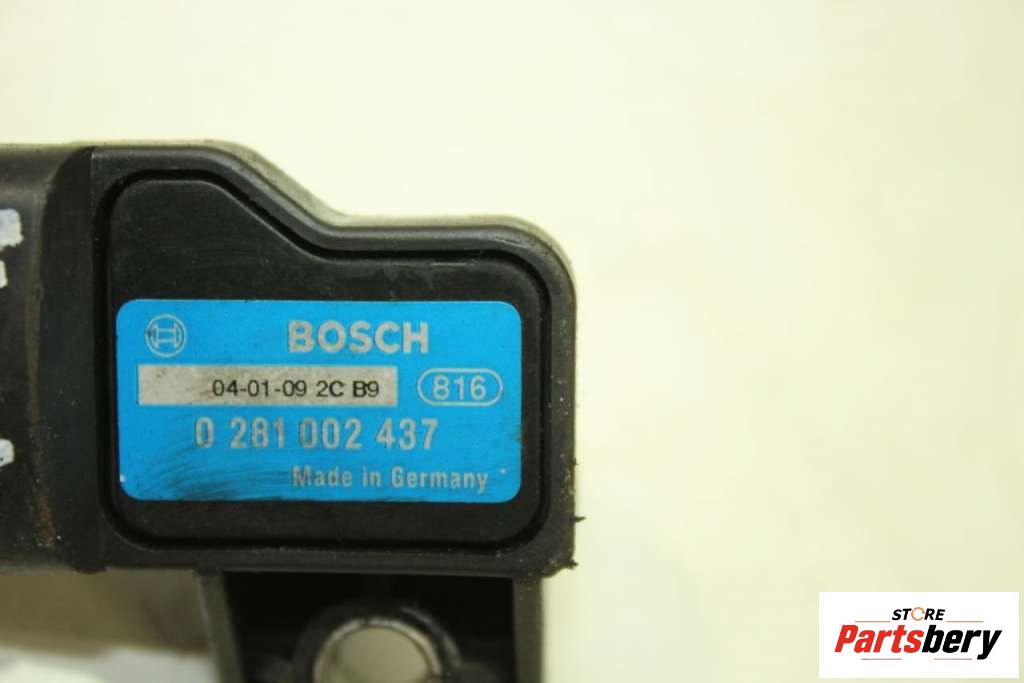 BOSCH
04-01-09 2C B9 816
0 281 002 437
Made in Germany
STORE
Partsbery